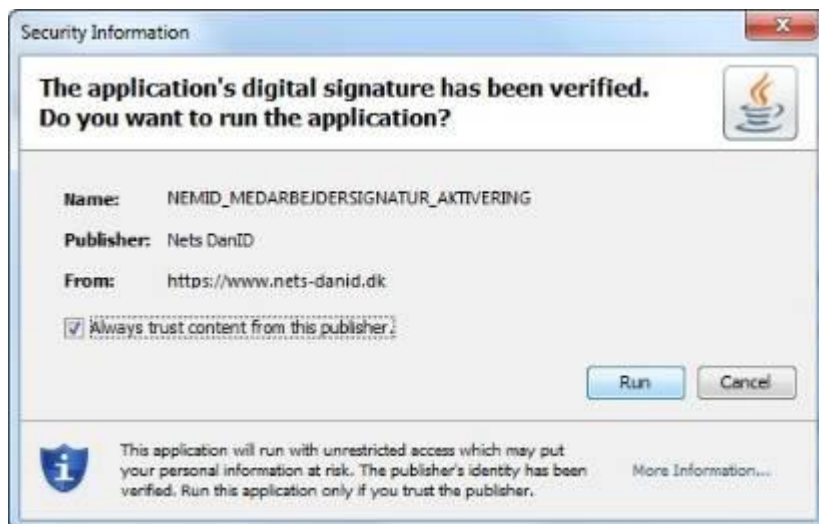 Security Information
The application's digital signature has been verified.
Do you want to run the application?
Name: NEMID_MEDARBEJDERSIGNATUR_AKTIVERING
Publisher: Nets DanID
From: https://www.nets-danid.dk
Always trust content from this publisher.
Run Cancel
This application will run with unrestricted access which may put
your personal information at risk. The publisher's identity has been
verified. Run this application only if you trust the publisher.
More Information...